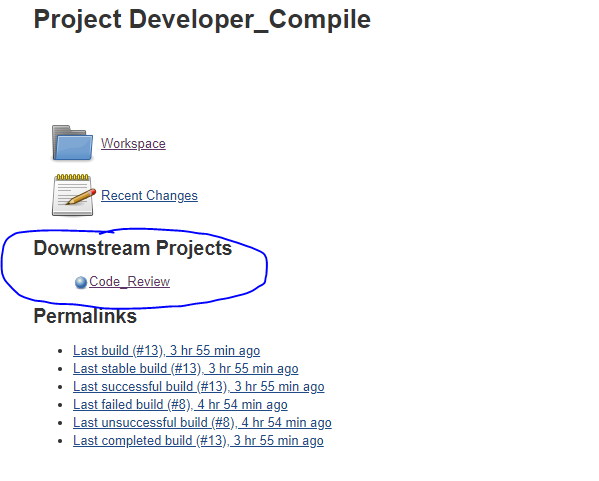 Project Developer_Compile
Workspace
Recent Changes
Downstream Projects
Code_Review
Permalinks
Last build (#13), 3 hr 55 min ago
Last stable build (#13), 3 hr 55 min ago
Last successful build (#13), 3 hr 55 min ago
Last failed build (#8), 4 hr 54 min ago
Last unsuccessful build (#8), 4 hr 54 min ago
Last completed build (#13), 3 hr 55 min ago